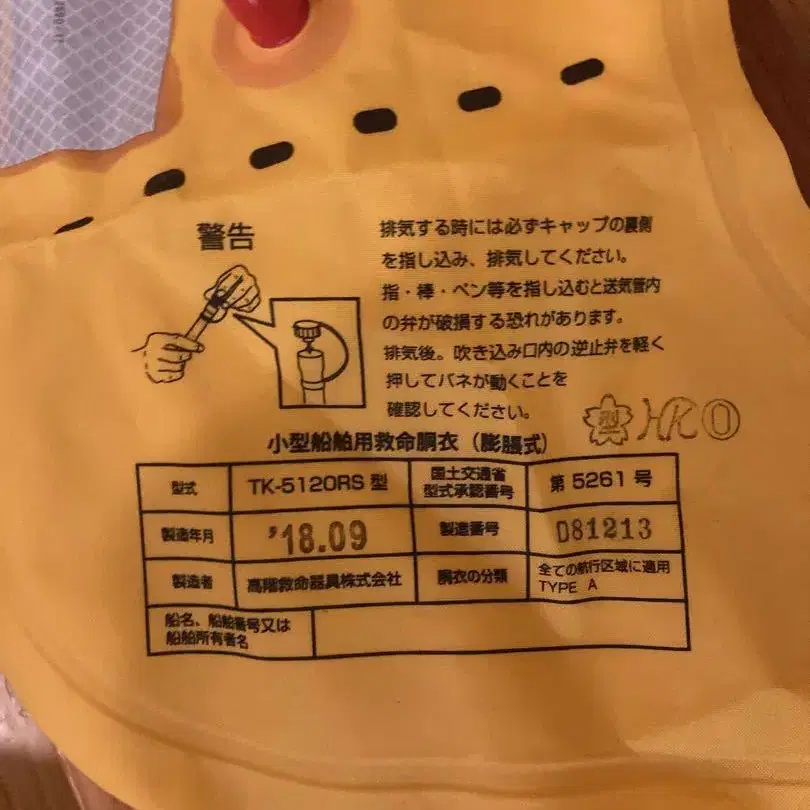 警告
排気する時には必ずキャップの裏側
を指し込み、排気してください。
指・棒・ペン等を指し込むと送気管内
の弁が破損する恐れがあります。
排気後。吹き込み口内の逆止弁を軽く
押してバネが動くことを
確認してください。
型 HK
小型船舶用救命胴衣（膨脹式）
型式 TK-5120RS 型 国土交通省型式承認番号 第 5261 号
製造年月 '18.09 製造番号 D81213
製造者 高階救命器具株式会社 胴衣の分類 全ての航行区域に適用
TYPE A
船名、船舶番号又は
船舶所有者名